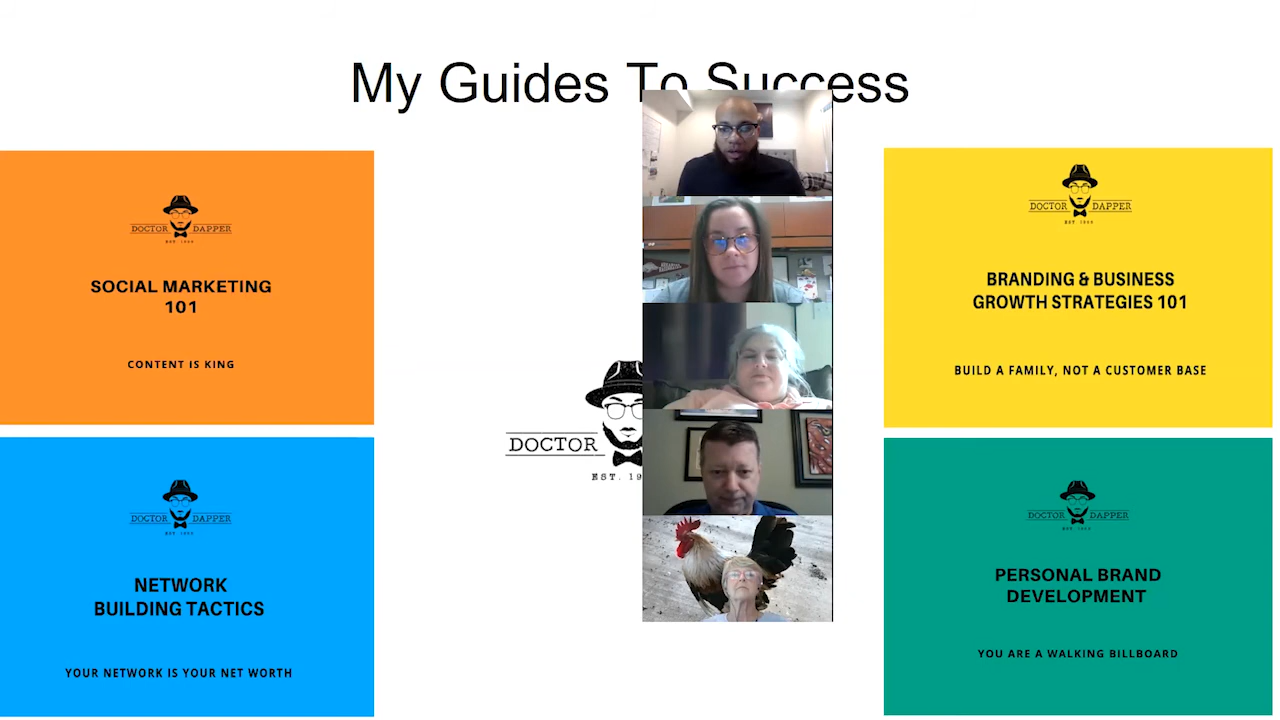 My Guides To Success
DOCTOR DAPPER
SOCIAL MARKETING
101
CONTENT IS KING
DOCTOR DAPPER
BRANDING & BUSINESS
GROWTH STRATEGIES 101
BUILD A FAMILY, NOT A CUSTOMER BASE
DOCTOR
EST. 19
DOCTOR DAPPER
NETWORK
BUILDING TACTICS
YOUR NETWORK IS YOUR NET WORTH
DOCTOR DAPPER
PERSONAL BRAND
DEVELOPMENT
YOU ARE A WALKING BILLBOARD